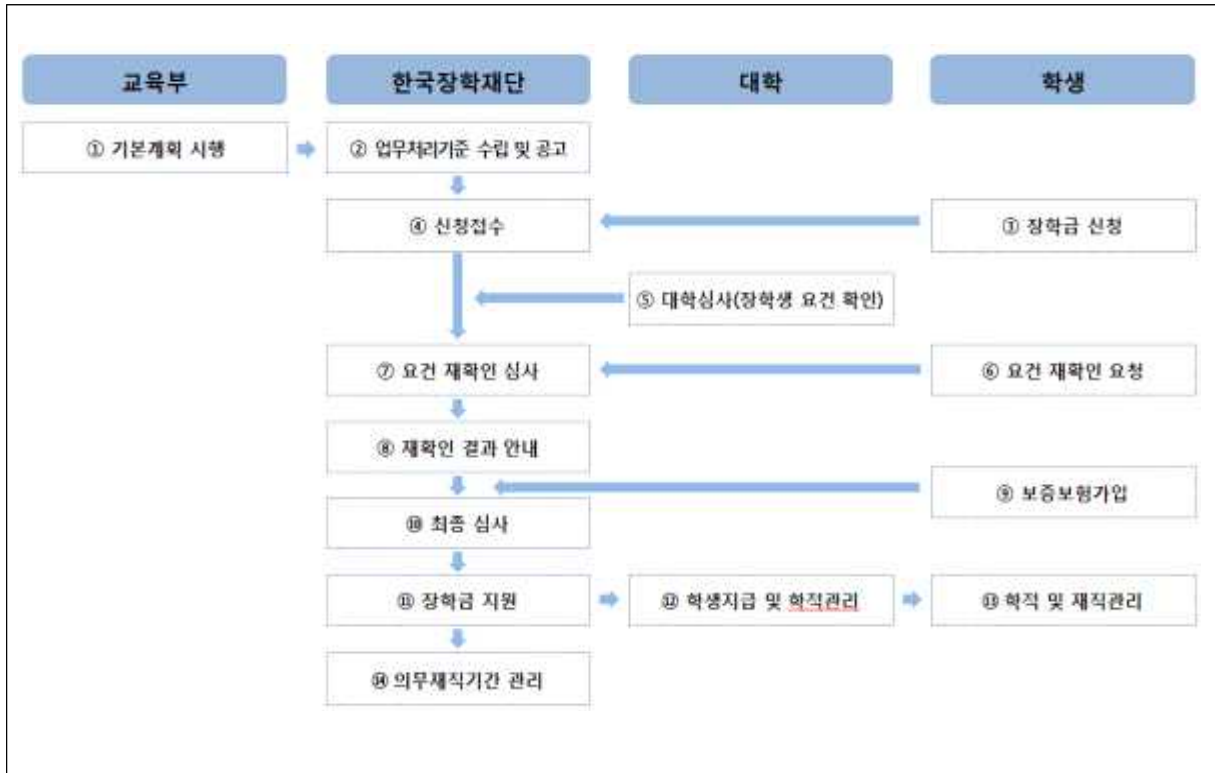 교육부
한국장학재단
대학
학생
① 기본계획 시행
② 업무처리기준 수립 및 공고
④ 신청접수
③ 장학금 신청
⑤ 대학심사(장학생 요건 확인)
⑦ 요건 재확인 심사
⑥ 요건 재확인 요청
⑧ 재확인 결과 안내
⑨ 보증보험가입
⑩ 최종 심사
⑪ 장학금 지원
⑫ 학생지급 및 학적관리
⑬ 학적 및 재직관리
⑭ 의무재직기간 관리